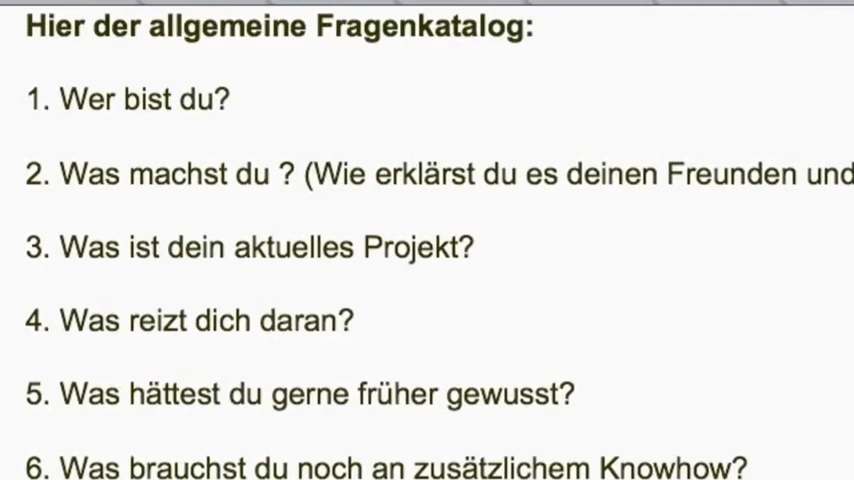 Hier der allgemeine Fragenkatalog:
1. Wer bist du?
2. Was machst du ? (Wie erklärst du es deinen Freunden und
3. Was ist dein aktuelles Projekt?
4. Was reizt dich daran?
5. Was hättest du gerne früher gewusst?
6. Was brauchst du noch an zusätzlichem Knowhow?